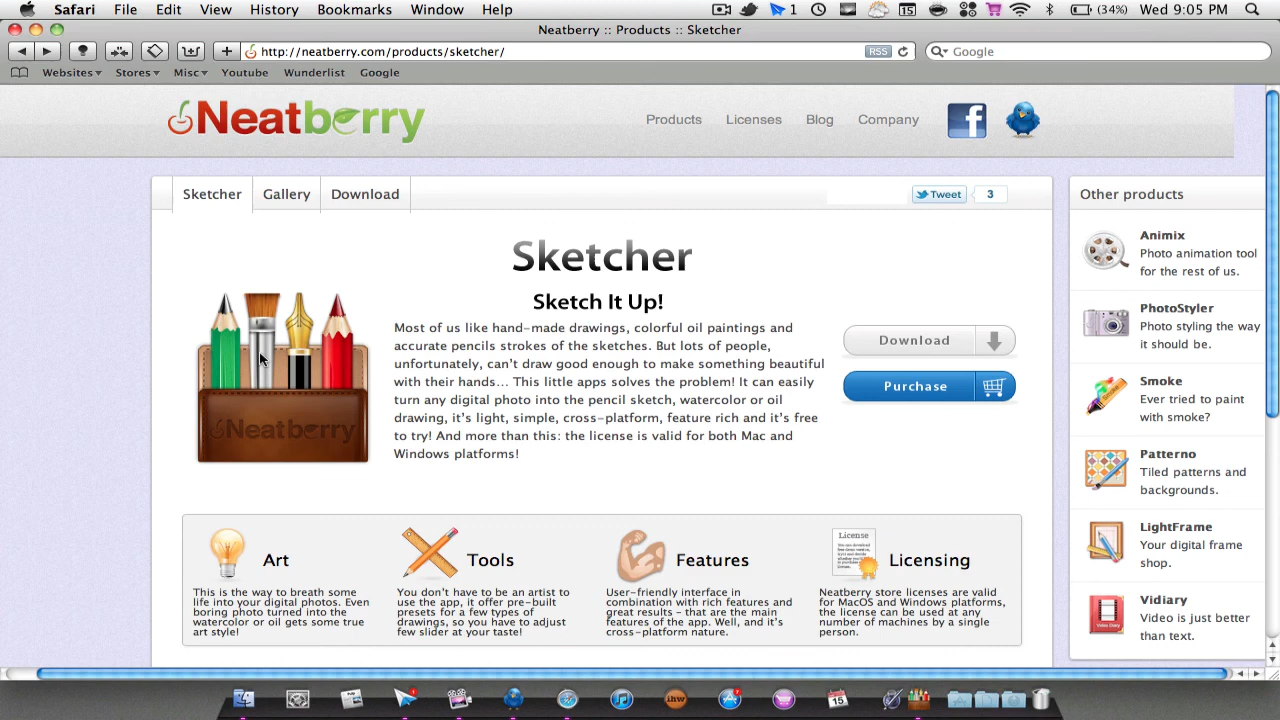 Safari File Edit View History Bookmarks Window Help 1 15 (34%) Wed 9:05 PM
Neatberry :: Products :: Sketcher
http://neatberry.com/products/sketcher/ RSS Google
Websites Stores Misc Youtube Wunderlist Google
Neatberry Products Licenses Blog Company
Sketcher Gallery Download Tweet 3 Other products
Sketcher
Sketch It Up!
Most of us like hand-made drawings, colorful oil paintings and
accurate pencils strokes of the sketches. But lots of people,
unfortunately, can't draw good enough to make something beautiful
with their hands... This little apps solves the problem! It can easily
turn any digital photo into the pencil sketch, watercolor or oil
drawing, it's light, simple, cross-platform, feature rich and it's free
to try! And more than this: the license is valid for both Mac and
Windows platforms!
Neatberry
Download
Purchase
Animix
Photo animation tool
for the rest of us.
PhotoStyler
Photo styling the way
it should be.
Smoke
Ever tried to paint
with smoke?
Patterno
Tiled patterns and
backgrounds.
LightFrame
Your digital frame
shop.
Vidiary
Video is just better
than text.
Art
This is the way to breath some
life into your digital photos. Even
boring photo turned into the
watercolor or oil gets some true
art style!
Tools
You don't have to be an artist to
use the app, it offer pre-built
presets for a few types of
drawings, so you have to adjust
few slider at your taste!
Features
User-friendly interface in
combination with rich features and
great results - that are the main
features of the app. Well, and it's
cross-platform nature.
License
Licensing
Neatberry store licenses are valid
for MacOS and Windows platforms,
the license can be used at any
number of machines by a single
person.
ihw 15